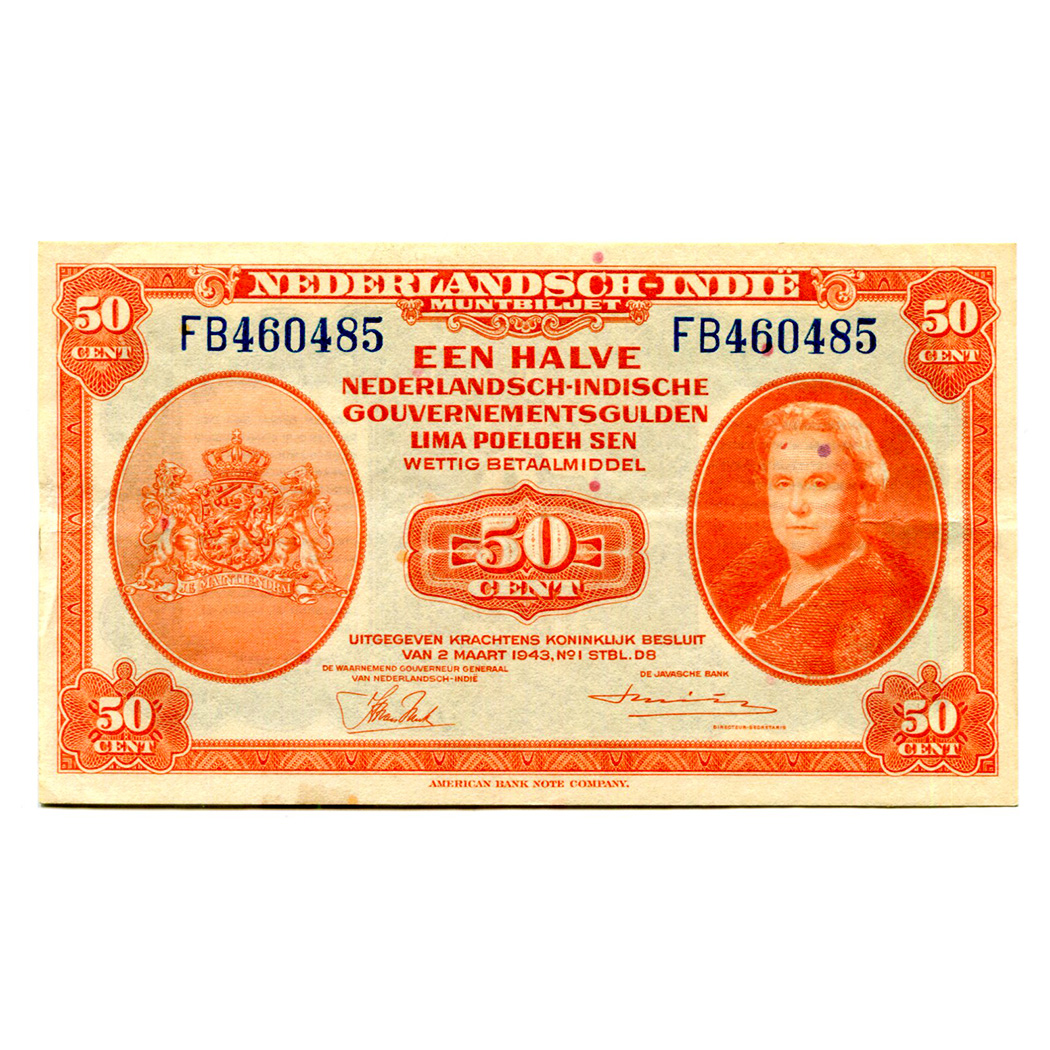 NEDERLANDSCH-INDIË
MUNTBILJET
50
CENT
50
CENT
FB460485
FB460485
EEN HALVE
NEDERLANDSCH-INDISCHE
GOUVERNEMENTSGULDEN
LIMA POELOEH SEN
WETTIG BETAALMIDDEL
50
CENT
JE MAINTIENDRAI
UITGEGEVEN KRACHTENS KONINKLIJK BESLUIT
VAN 2 MAART 1943, Nº1 STBL. D8
DE WAARNEMEND GOUVERNEUR GENERAAL
VAN NEDERLANDSCH-INDIË
DE JAVASCHE BANK
DIRECTEUR-SECRETARIS
50
CENT
50
CENT
AMERICAN BANK NOTE COMPANY.